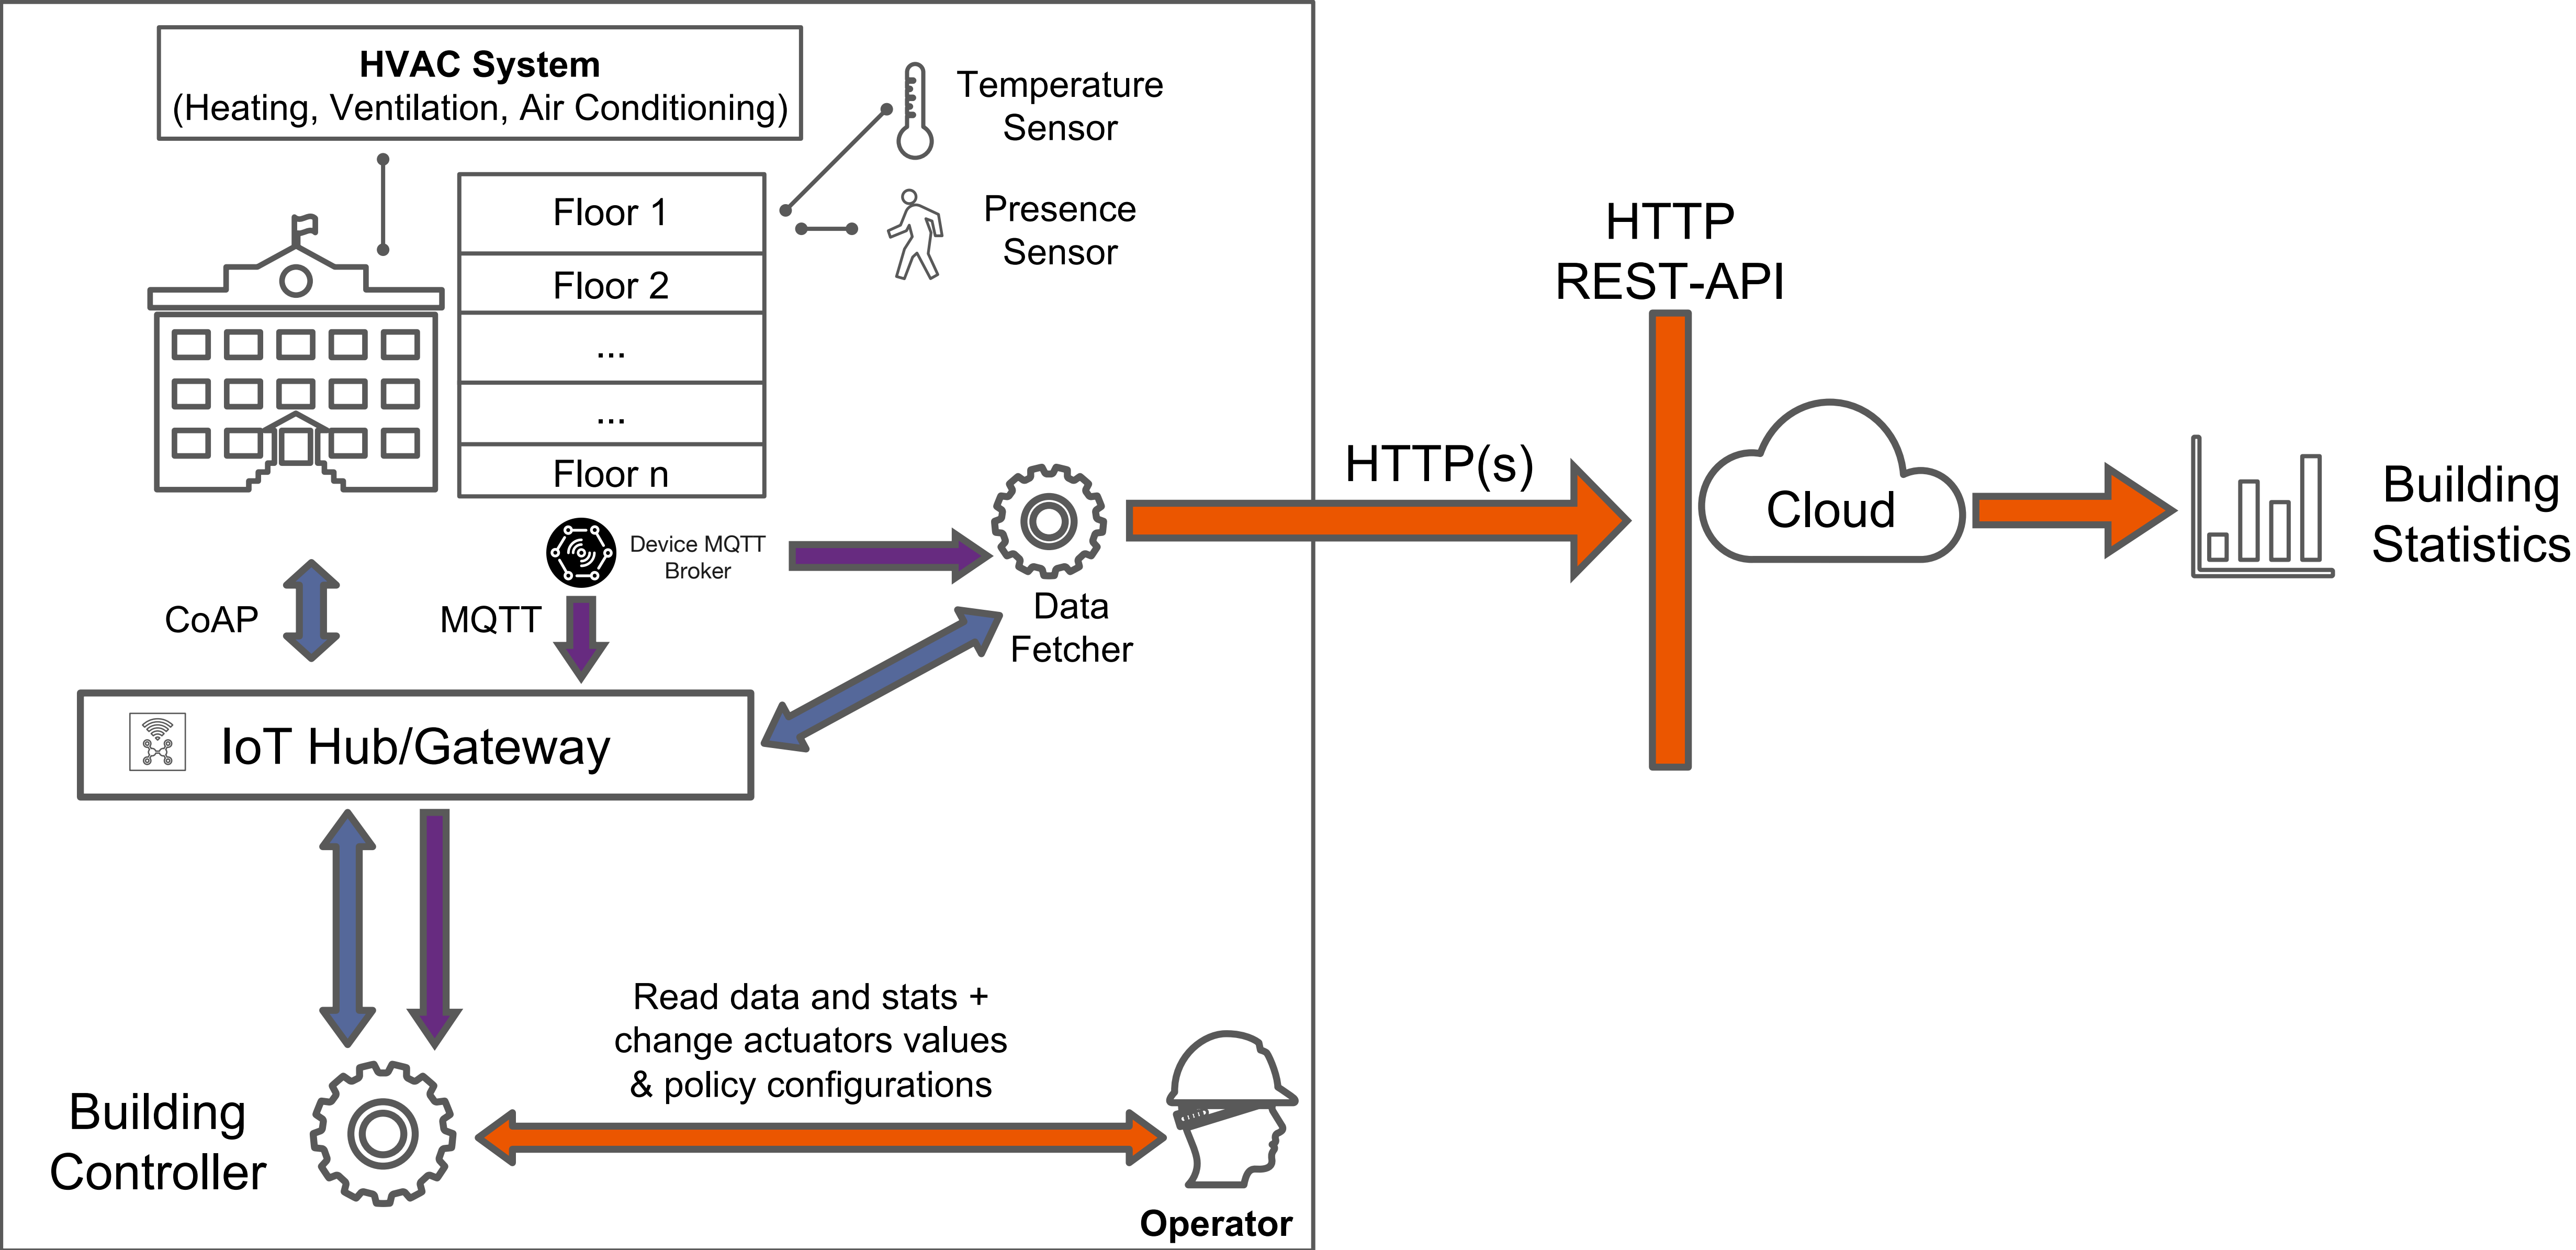 HVAC System
(Heating, Ventilation, Air Conditioning)
Temperature
Sensor
Presence
Sensor
Floor 1
Floor 2
...
...
Floor n
HTTP
REST-API
HTTP(s)
Cloud
Building
Statistics
Device MQTT
Broker
CoAP
MQTT
Data
Fetcher
IoT Hub/Gateway
Read data and stats +
change actuators values
& policy configurations
Building
Controller
Operator